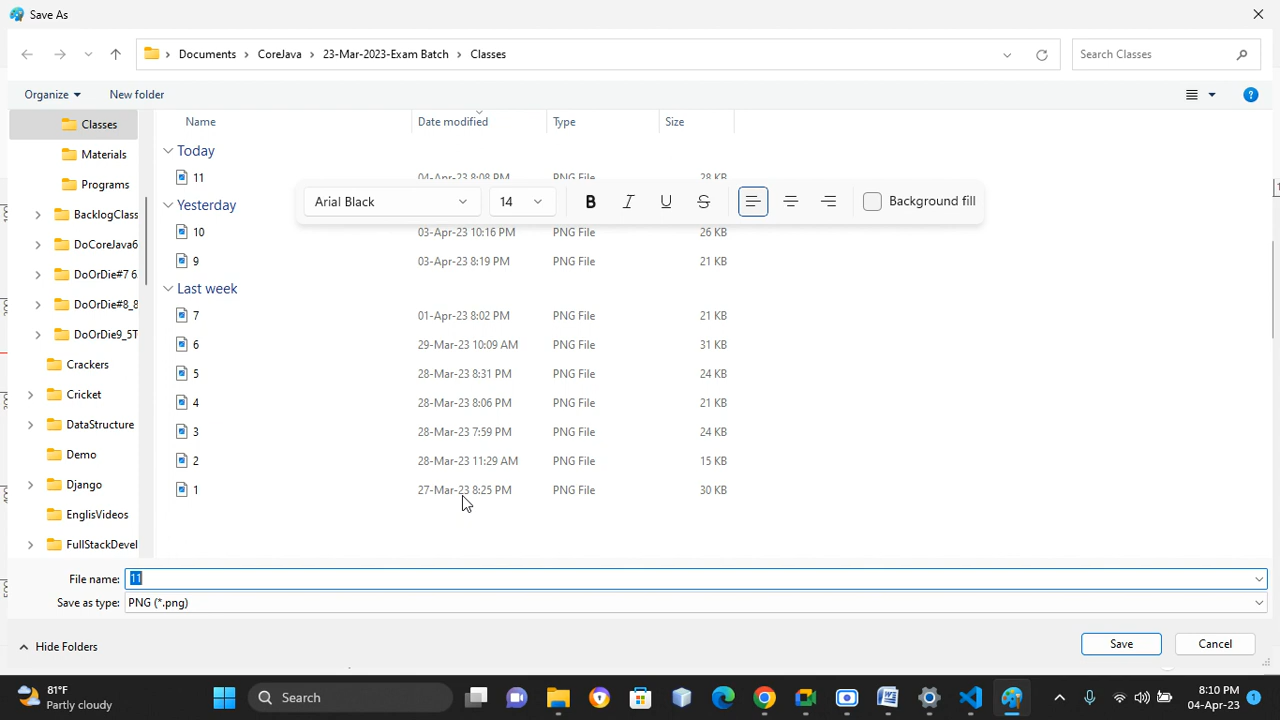 Save As
Documents > CoreJava > 23-Mar-2023-Exam Batch > Classes
Search Classes
Organize
New folder
Name Date modified Type Size
Classes
Materials
Programs
BacklogClass
DoCoreJava6
DoOrDie#7 6
DoOrDie#8_8
DoOrDie9_5T
Crackers
Cricket
DataStructure
Demo
Django
EnglisVideos
FullStackDevel
Today
11 04-Apr-23 8:08 PM PNG File 28 KB
Arial Black 14 B I U S Background fill
Yesterday
10 03-Apr-23 10:16 PM PNG File 26 KB
9 03-Apr-23 8:19 PM PNG File 21 KB
Last week
7 01-Apr-23 8:02 PM PNG File 21 KB
6 29-Mar-23 10:09 AM PNG File 31 KB
5 28-Mar-23 8:31 PM PNG File 24 KB
4 28-Mar-23 8:06 PM PNG File 21 KB
3 28-Mar-23 7:59 PM PNG File 24 KB
2 28-Mar-23 11:29 AM PNG File 15 KB
1 27-Mar-23 8:25 PM PNG File 30 KB
File name: 11
Save as type: PNG (*.png)
Hide Folders
Save
Cancel
81°F
Partly cloudy
Search
8:10 PM
04-Apr-23
1